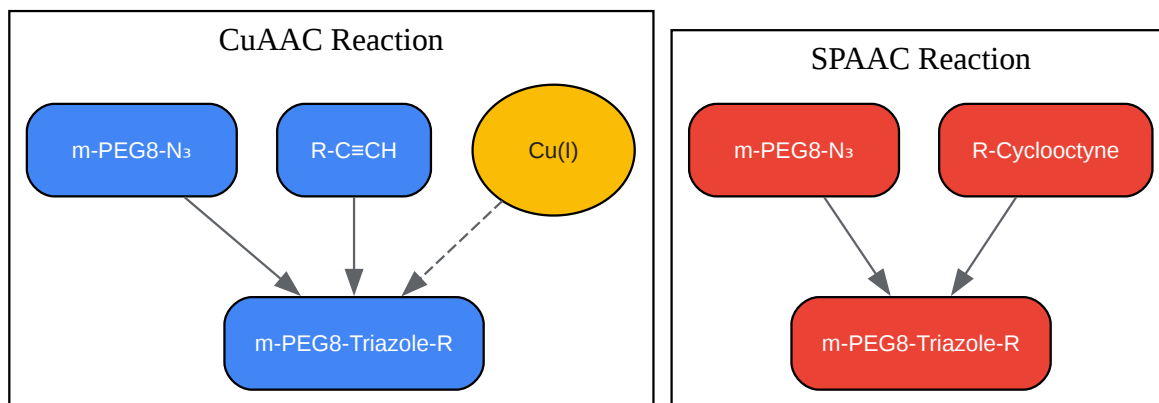 CuAAC Reaction
m-PEG8-N₃
R-C≡CH
Cu(I)
m-PEG8-Triazole-R
SPAAC Reaction
m-PEG8-N₃
R-Cyclooctyne
m-PEG8-Triazole-R